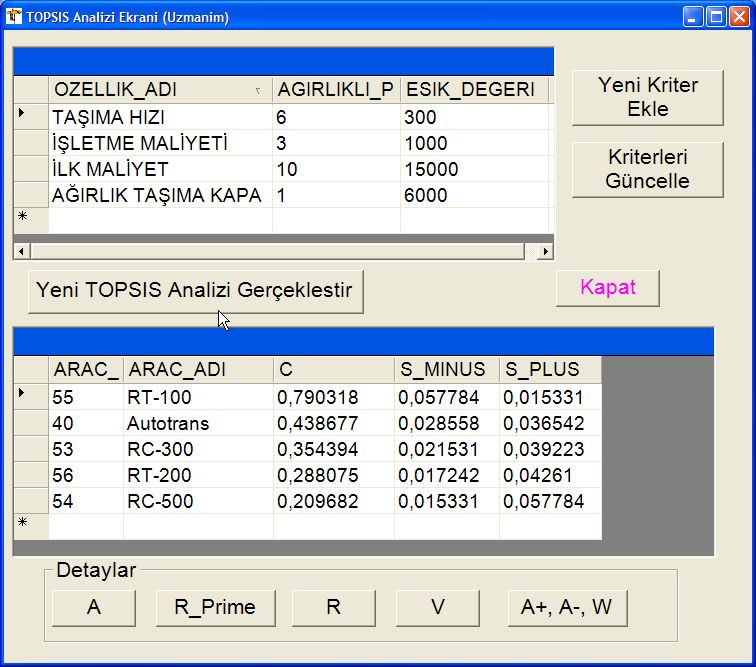 TOPSIS Analizi Ekrani (Uzmanim)
OZELLIK_ADI AGIRLIKLI_P ESIK_DEGERI
TAŞIMA HIZI 6 300
İŞLETME MALİYETİ 3 1000
İLK MALİYET 10 15000
AĞIRLIK TAŞIMA KAPA 1 6000
*
Yeni Kriter
Ekle
Kriterleri
Güncelle
Yeni TOPSIS Analizi Gerçeklestir
Kapat
ARAC_ ARAC_ADI C S_MINUS S_PLUS
55 RT-100 0,790318 0,057784 0,015331
40 Autotrans 0,438677 0,028558 0,036542
53 RC-300 0,354394 0,021531 0,039223
56 RT-200 0,288075 0,017242 0,04261
54 RC-500 0,209682 0,015331 0,057784
*
Detaylar
A R_Prime R V A+, A-, W